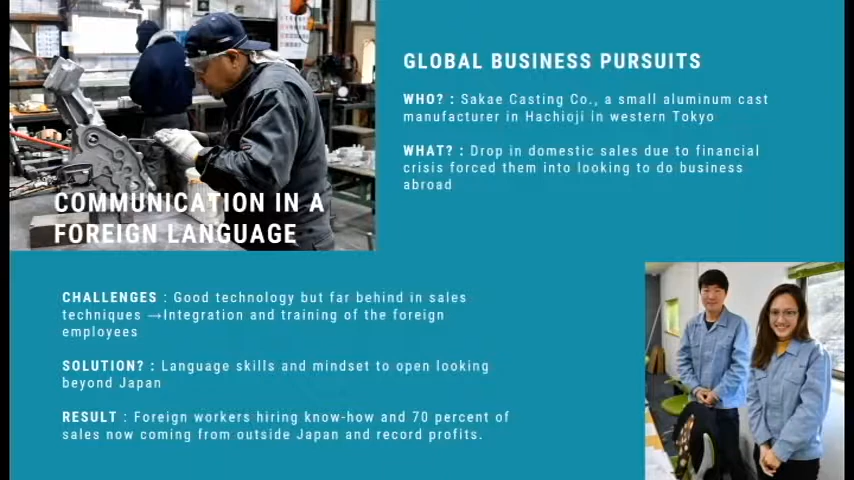 COMMUNICATION IN A
FOREIGN LANGUAGE
GLOBAL BUSINESS PURSUITS
WHO? : Sakae Casting Co., a small aluminum cast
manufacturer in Hachioji in western Tokyo
WHAT? : Drop in domestic sales due to financial
crisis forced them into looking to do business
abroad
CHALLENGES : Good technology but far behind in sales
techniques →Integration and training of the foreign
employees
SOLUTION? : Language skills and mindset to open looking
beyond Japan
RESULT : Foreign workers hiring know-how and 70 percent of
sales now coming from outside Japan and record profits.